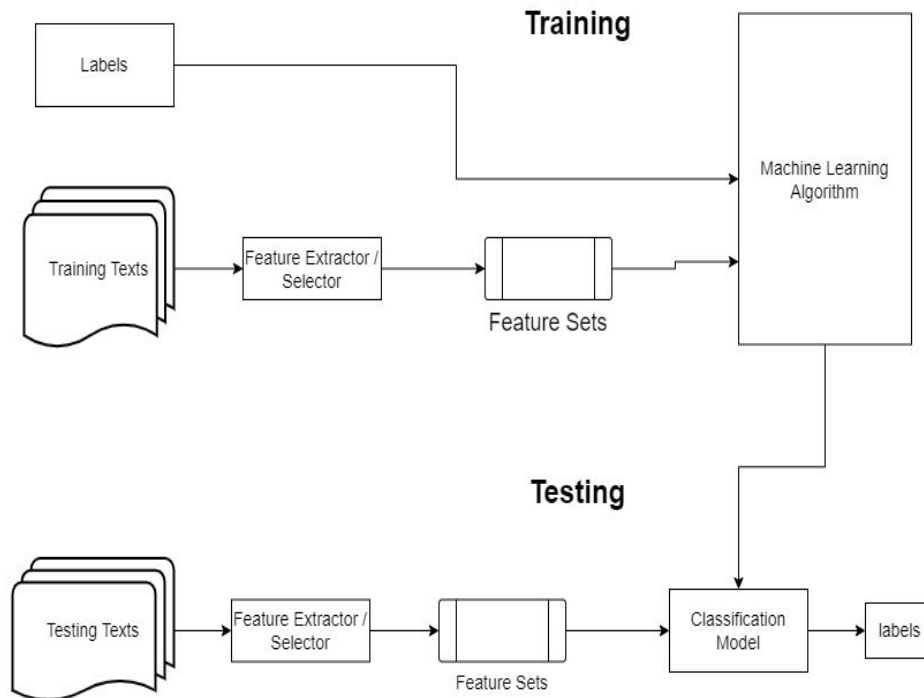 Training
Labels
Machine Learning
Algorithm
Training Texts
Feature Extractor /
Selector
Feature Sets
Testing
Testing Texts
Feature Extractor /
Selector
Feature Sets
Classification
Model
labels